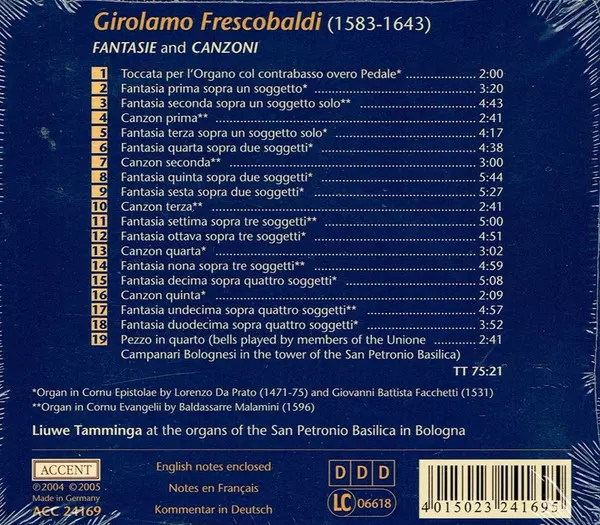 Girolamo Frescobaldi (1583-1643)
FANTASIE and CANZONI
1 Toccata per l'Organo col contrabasso overo Pedale* 2:00
2 Fantasia prima sopra un soggetto* 3:20
3 Fantasia seconda sopra un soggetto solo** 4:43
4 Canzon prima** 2:41
5 Fantasia terza sopra un soggetto solo* 4:17
6 Fantasia quarta sopra due soggetti* 4:38
7 Canzon seconda** 3:00
8 Fantasia quinta sopra due soggetti* 5:44
9 Fantasia sesta sopra due soggetti* 5:27
10 Canzon terza** 2:41
11 Fantasia settima sopra tre soggetti** 5:00
12 Fantasia ottava sopra tre soggetti* 4:51
13 Canzon quarta* 3:02
14 Fantasia nona sopra tre soggetti** 4:59
15 Fantasia decima sopra quattro soggetti* 5:08
16 Canzon quinta* 2:09
17 Fantasia undecima sopra quattro soggetti** 4:57
18 Fantasia duodecima sopra quattro soggetti* 3:52
19 Pezzo in quarto (bells played by members of the Unione 2:41
Campanari Bolognesi in the tower of the San Petronio Basilica)
TT 75:21
*Organ in Cornu Epistolae by Lorenzo Da Prato (1471-75) and Giovanni Battista Facchetti (1531)
**Organ in Cornu Evangelii by Baldassarre Malamini (1596)
Liuwe Tamminga at the organs of the San Petronio Basilica in Bologna
ACCENT
℗2004 ©2005
Made in Germany
ACC 24169
English notes enclosed
Notes en Français
Kommentar in Deutsch
D D D
LC 06618
4 015023 241695